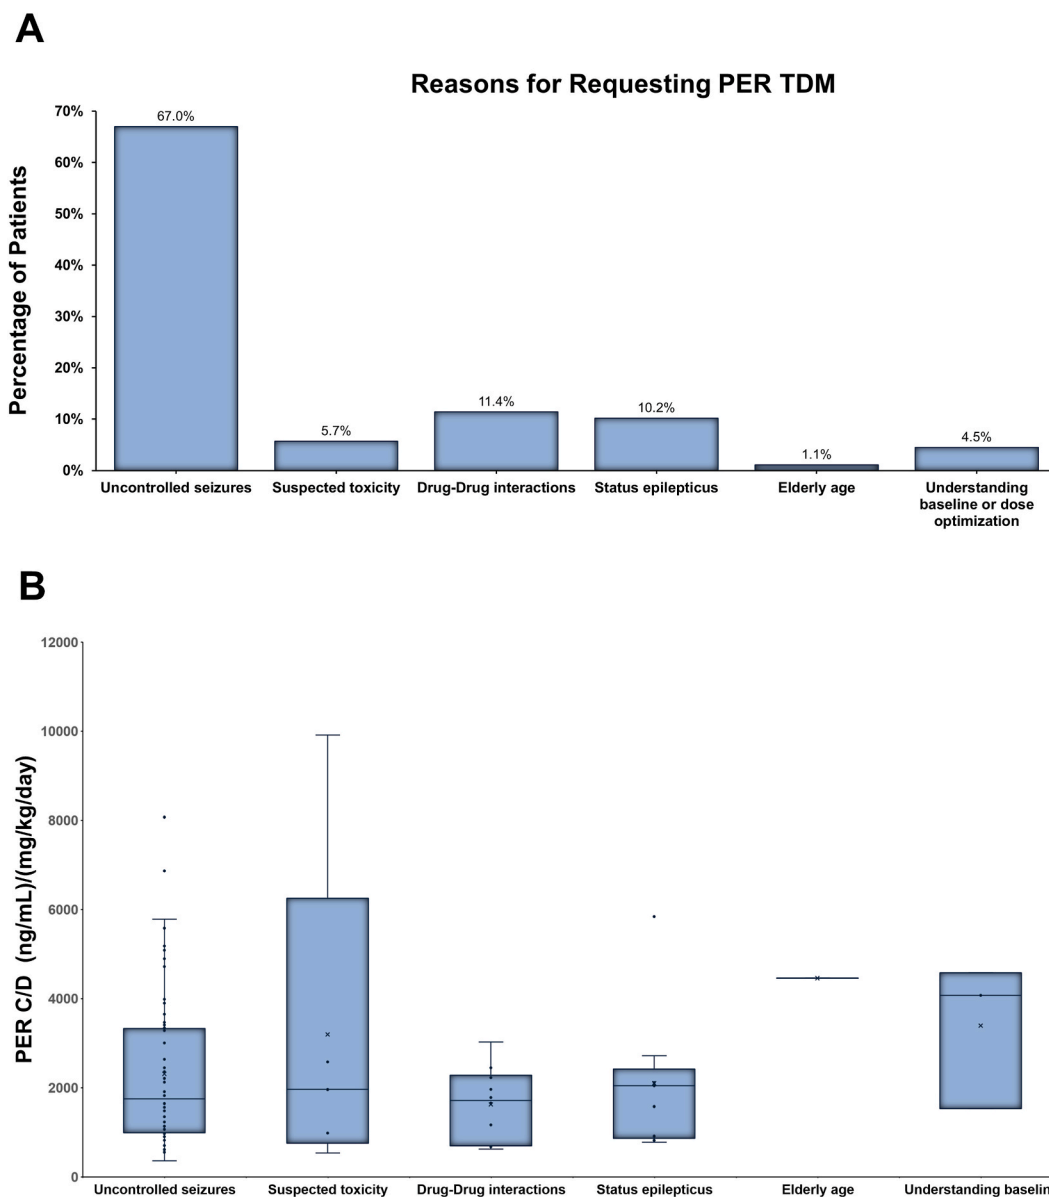 A
Reasons for Requesting PER TDM
Percentage of Patients
70%
60%
50%
40%
30%
20%
10%
0%
67.0%
5.7%
11.4%
10.2%
1.1%
4.5%
Uncontrolled seizures
Suspected toxicity
Drug-Drug interactions
Status epilepticus
Elderly age
Understanding
baseline or dose
optimization
B
PER C/D (ng/mL)/(mg/kg/day)
12000
10000
8000
6000
4000
2000
0
Uncontrolled seizures
Suspected toxicity
Drug-Drug interactions
Status epilepticus
Elderly age
Understanding baselin